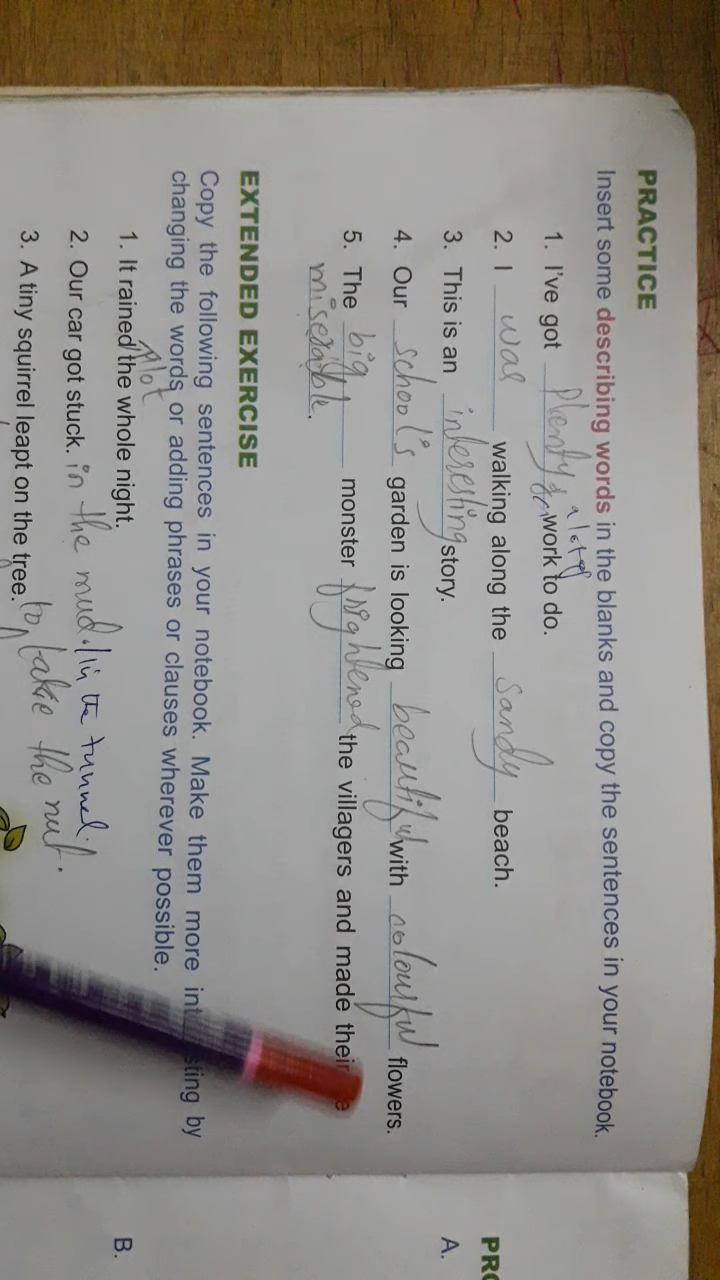 PRACTICE
Insert some describing words in the blanks and copy the sentences in your notebook.
a lot of
1. I've got plenty of work to do.
2. I was walking along the sandy beach.
3. This is an interesting story.
4. Our school's garden is looking beautiful with colourful flowers.
5. The big monster frightened the villagers and made their
miserable.
EXTENDED EXERCISE
Copy the following sentences in your notebook. Make them more int sting by
changing the words or adding phrases or clauses wherever possible.
1. It rained the whole night.
alot
2. Our car got stuck. in the mud. / in the tunnel.
3. A tiny squirrel leapt on the tree. to take the nut.
PRO
A.
B.